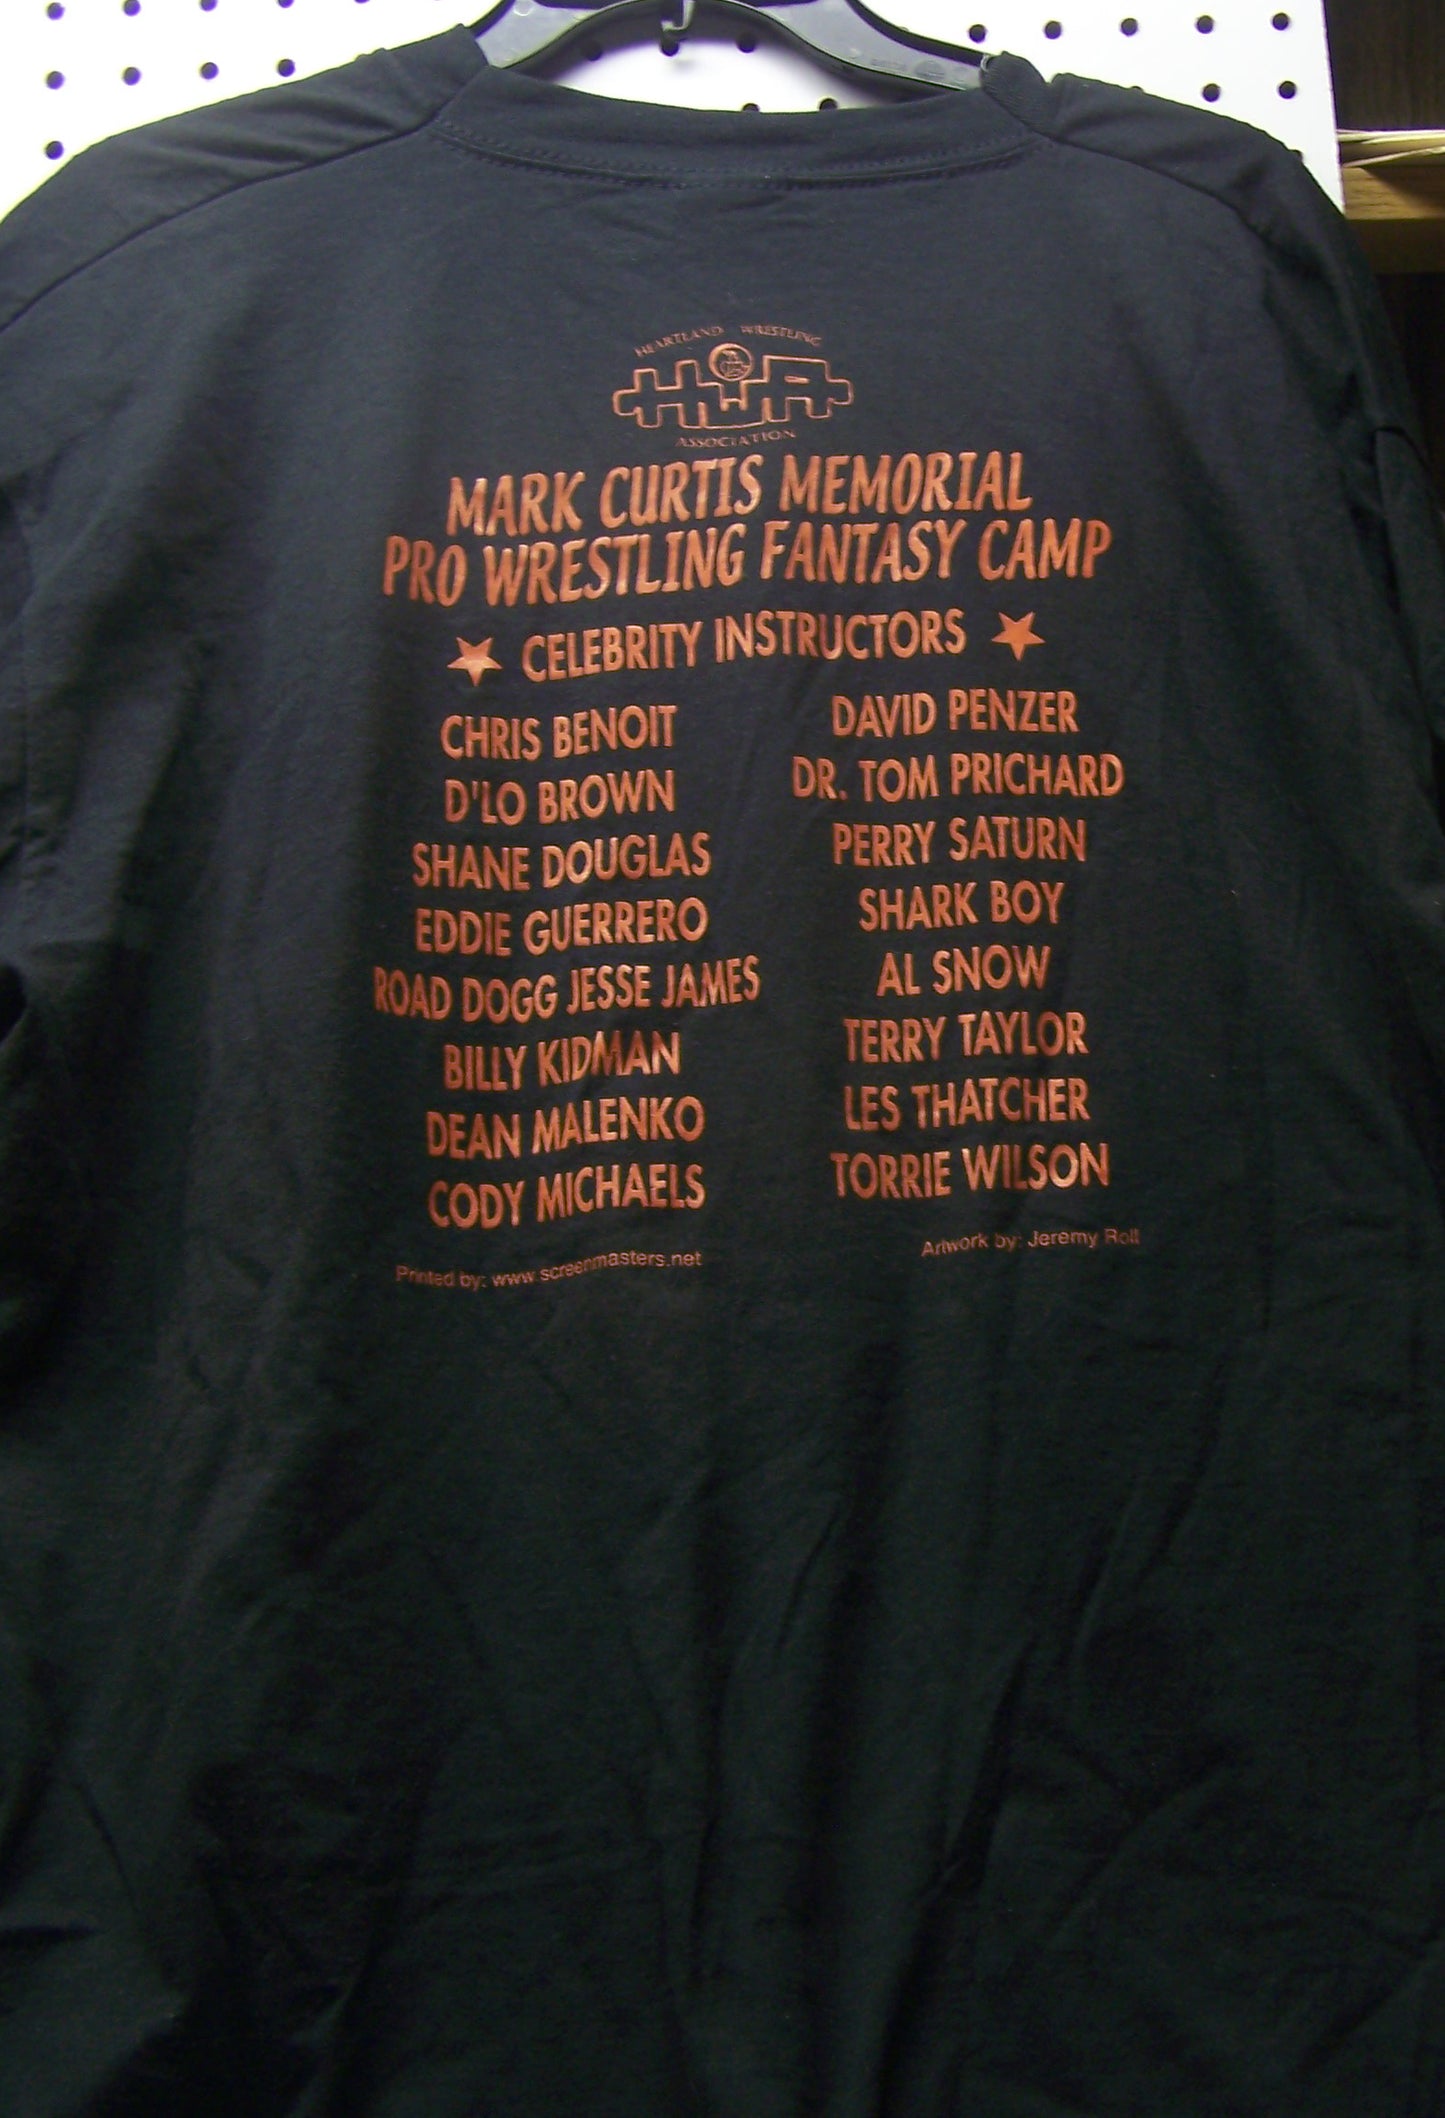 HEARTLAND WRESTLING
HWA
ASSOCIATION
MARK CURTIS MEMORIAL
PRO WRESTLING FANTASY CAMP
CELEBRITY INSTRUCTORS
CHRIS BENOIT
D'LO BROWN
SHANE DOUGLAS
EDDIE GUERRERO
ROAD DOGG JESSE JAMES
BILLY KIDMAN
DEAN MALENKO
CODY MICHAELS
DAVID PENZER
DR. TOM PRICHARD
PERRY SATURN
SHARK BOY
AL SNOW
TERRY TAYLOR
LES THATCHER
TORRIE WILSON
Printed by: www.screenmasters.net
Artwork by: Jeremy